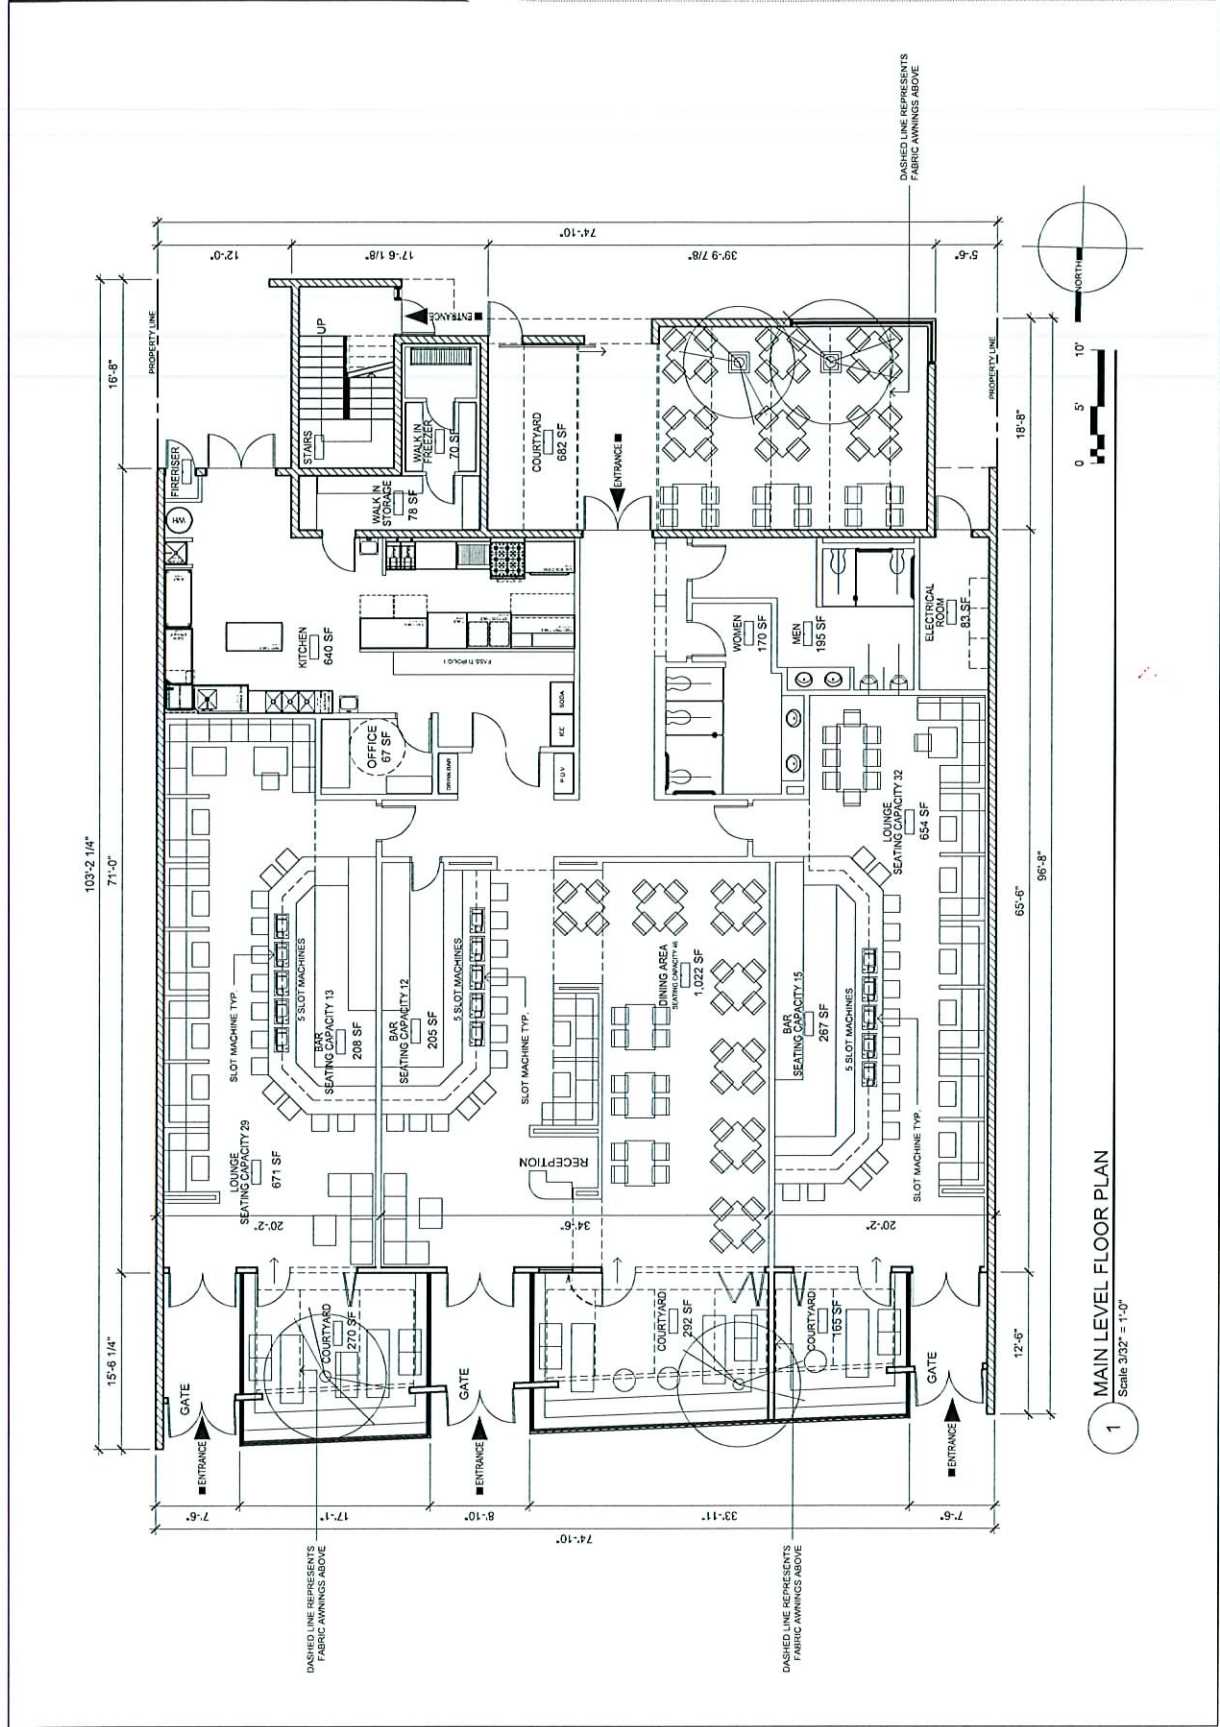 DASHED LINE REPRESENTS
FABRIC AWNINGS ABOVE
74'-10"
12'-0"
17'-6 1/8"
39'-9 7/8"
5'-6"
103'-2 1/4"
16'-8"
71'-0"
15'-6 1/4"
PROPERTY LINE
PROPERTY LINE
18'-8"
65'-6"
12'-6"
96'-8"
NORTH
0
5'
10'
FIRERISER
WH
UP
STAIRS
ENTRANCE
WALK IN
FREEZER
70 SF
WALK IN
STORAGE
78 SF
COURTYARD
682 SF
ENTRANCE
KITCHEN
640 SF
PASS THROUGH
OFFICE
67 SF
DRINK BAR
SODA
ICE
P.O.V
WOMEN
170 SF
MEN
195 SF
ELECTRICAL
ROOM
83 SF
LOUNGE
SEATING CAPACITY 32
654 SF
SLOT MACHINE TYP.
5 SLOT MACHINES
BAR
SEATING CAPACITY 13
208 SF
BAR
SEATING CAPACITY 12
205 SF
5 SLOT MACHINES
SLOT MACHINE TYP.
DINING AREA
SEATING CAPACITY 46
1,022 SF
BAR
SEATING CAPACITY 15
267 SF
5 SLOT MACHINES
SLOT MACHINE TYP.
LOUNGE
SEATING CAPACITY 29
671 SF
RECEPTION
20'-2"
34'-6"
20'-2"
COURTYARD
270 SF
COURTYARD
292 SF
COURTYARD
165 SF
GATE
GATE
GATE
ENTRANCE
ENTRANCE
ENTRANCE
7'-6"
17'-1"
8'-10"
33'-11"
7'-6"
74'-10"
DASHED LINE REPRESENTS
FABRIC AWNINGS ABOVE
DASHED LINE REPRESENTS
FABRIC AWNINGS ABOVE
1
MAIN LEVEL FLOOR PLAN
Scale 3/32" = 1'-0"